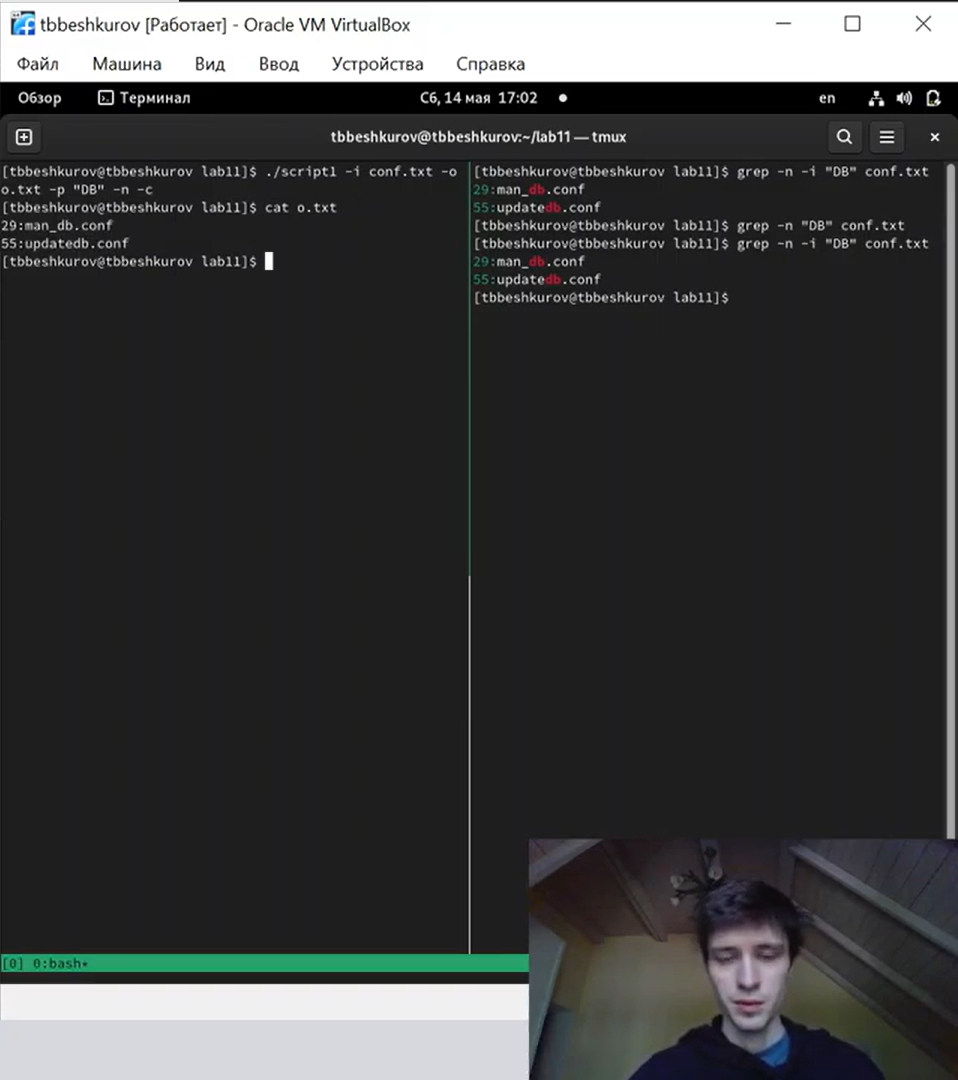 tbbeshkurov [Работает] - Oracle VM VirtualBox
Файл Машина Вид Ввод Устройства Справка
Обзор Терминал Сб, 14 мая 17:02 en
tbbeshkurov@tbbeshkurov:~/lab11 — tmux
[tbbeshkurov@tbbeshkurov lab11]$ ./script1 -i conf.txt -o
o.txt -p "DB" -n -c
[tbbeshkurov@tbbeshkurov lab11]$ cat o.txt
29:man_db.conf
55:updatedb.conf
[tbbeshkurov@tbbeshkurov lab11]$
[tbbeshkurov@tbbeshkurov lab11]$ grep -n -i "DB" conf.txt
29:man_db.conf
55:updatedb.conf
[tbbeshkurov@tbbeshkurov lab11]$ grep -n "DB" conf.txt
[tbbeshkurov@tbbeshkurov lab11]$ grep -n -i "DB" conf.txt
29:man_db.conf
55:updatedb.conf
[tbbeshkurov@tbbeshkurov lab11]$
[0] 0:bash*